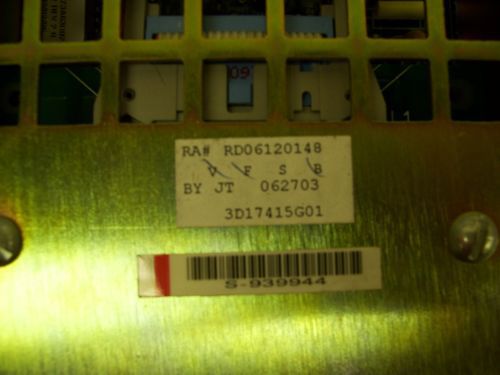 09
RA# RD06120148
V F S B
BY JT 062703
3D17415G01
S-939944